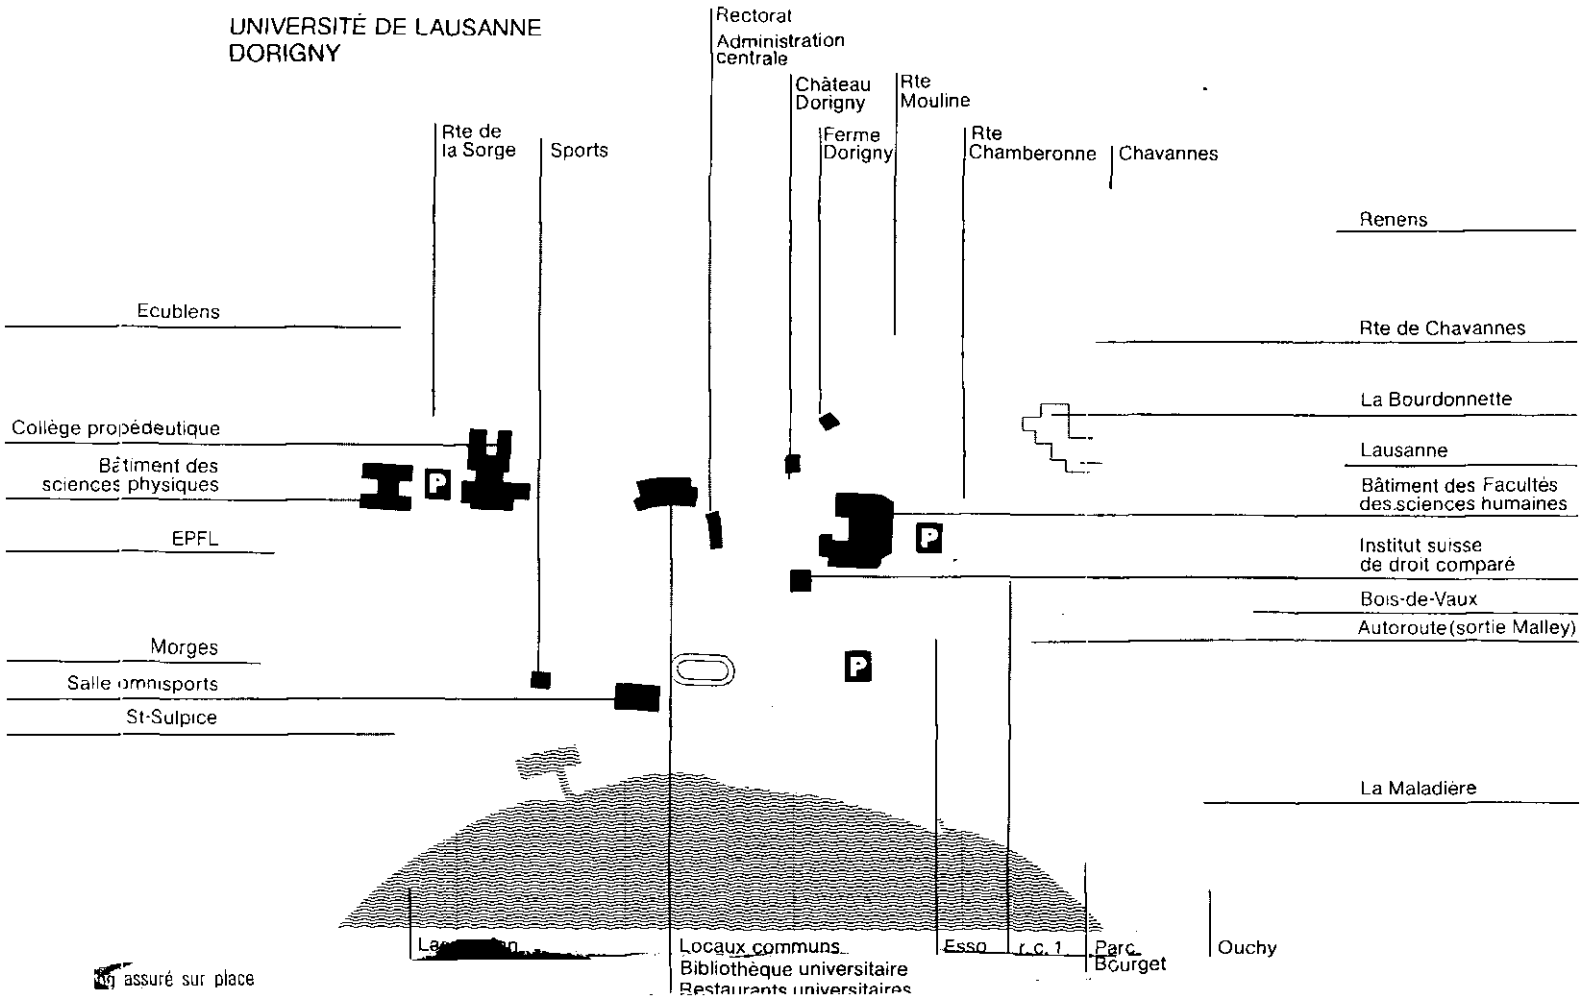 UNIVERSITÉ DE LAUSANNE
DORIGNY
Rectorat
Administration
centrale
Château
Dorigny
Rte
Mouline
Rte de
la Sorge
Sports
Ferme
Dorigny
Rte
Chamberonne
Chavannes
Renens
Ecublens
Rte de Chavannes
La Bourdonnette
Collège propédeutique
Lausanne
Bâtiment des
sciences physiques
P
Bâtiment des Facultés
des sciences humaines
EPFL
P
Institut suisse
de droit comparé
Bois-de-Vaux
Autoroute (sortie Malley)
Morges
P
Salle omnisports
St-Sulpice
La Maladière
Locaux communs
Bibliothèque universitaire
Restaurants universitaires
Esso
r.c. 1
Parc
Bourget
Ouchy
assuré sur place